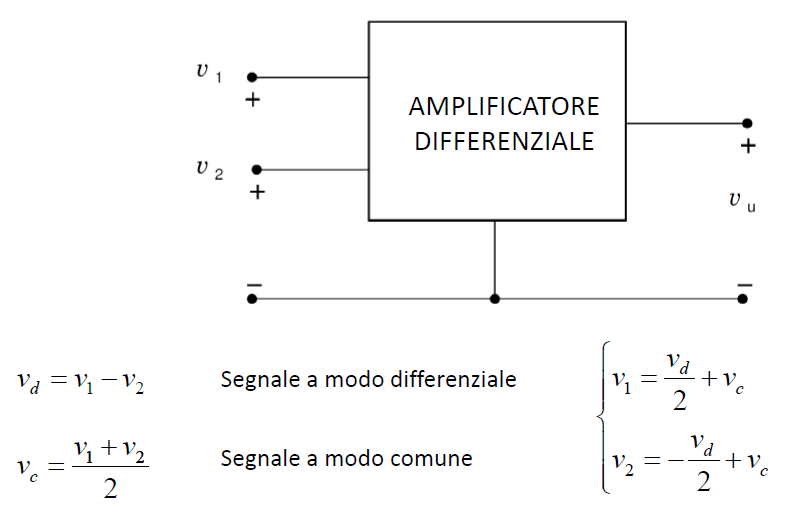 v 1
+
AMPLIFICATORE
DIFFERENZIALE
+
v 2
+
v u
−
−
v_d = v_1 − v_2
Segnale a modo differenziale
v_1 = v_d/2 + v_c
v_c = (v_1 + v_2)/2
Segnale a modo comune
v_2 = −v_d/2 + v_c